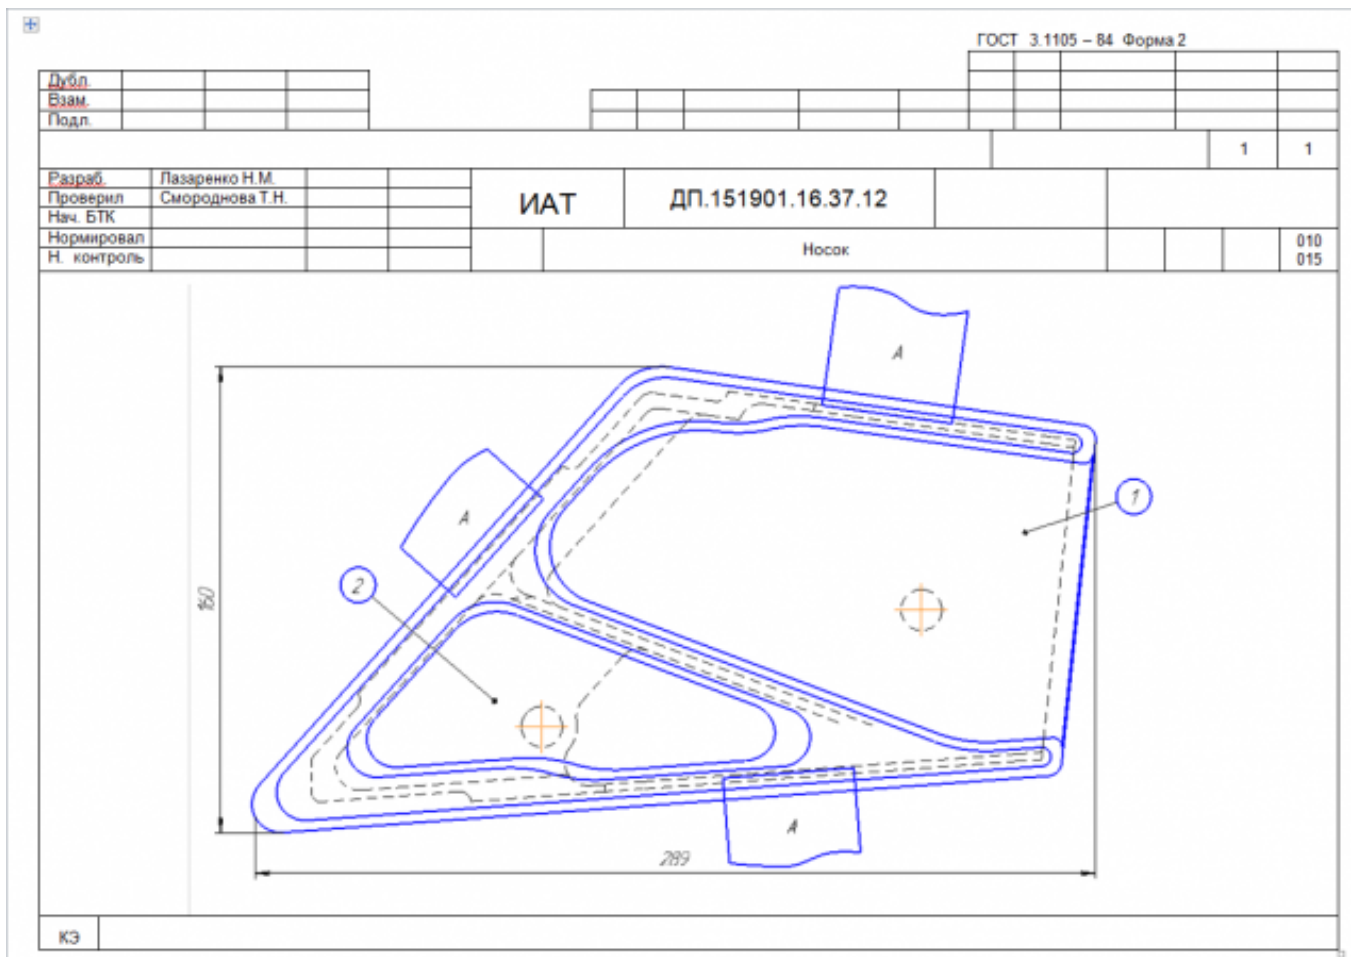 ГОСТ 3.1105 – 84 Форма 2
Дубл.
Взам.
Подл.
1 1
Разраб. Лазаренко Н.М.
Проверил Смороднова Т.Н.
Нач. БТК
ИАТ ДП.151901.16.37.12
Нормировал
Н. контроль
Носок
010
015
А
А
1
2
160
А
289
КЭ